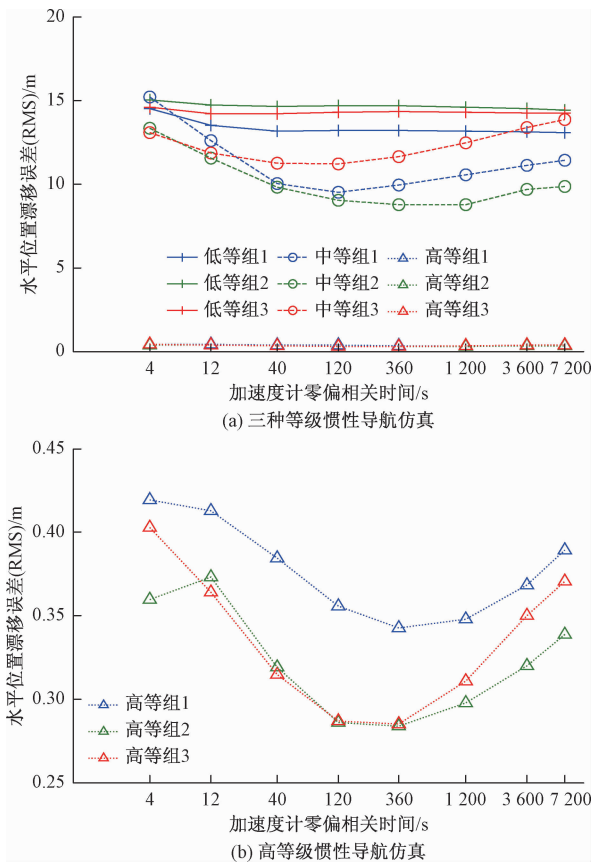 20
15
10
5
0
水平位置漂移误差(RMS)/m
低等组1 中等组1 高等组1
低等组2 中等组2 高等组2
低等组3 中等组3 高等组3
4 12 40 120 360 1 200 3 600 7 200
加速度计零偏相关时间/s
(a) 三种等级惯性导航仿真
0.45
0.40
0.35
0.30
0.25
水平位置漂移误差(RMS)/m
高等组1
高等组2
高等组3
4 12 40 120 360 1 200 3 600 7 200
加速度计零偏相关时间/s
(b) 高等级惯性导航仿真